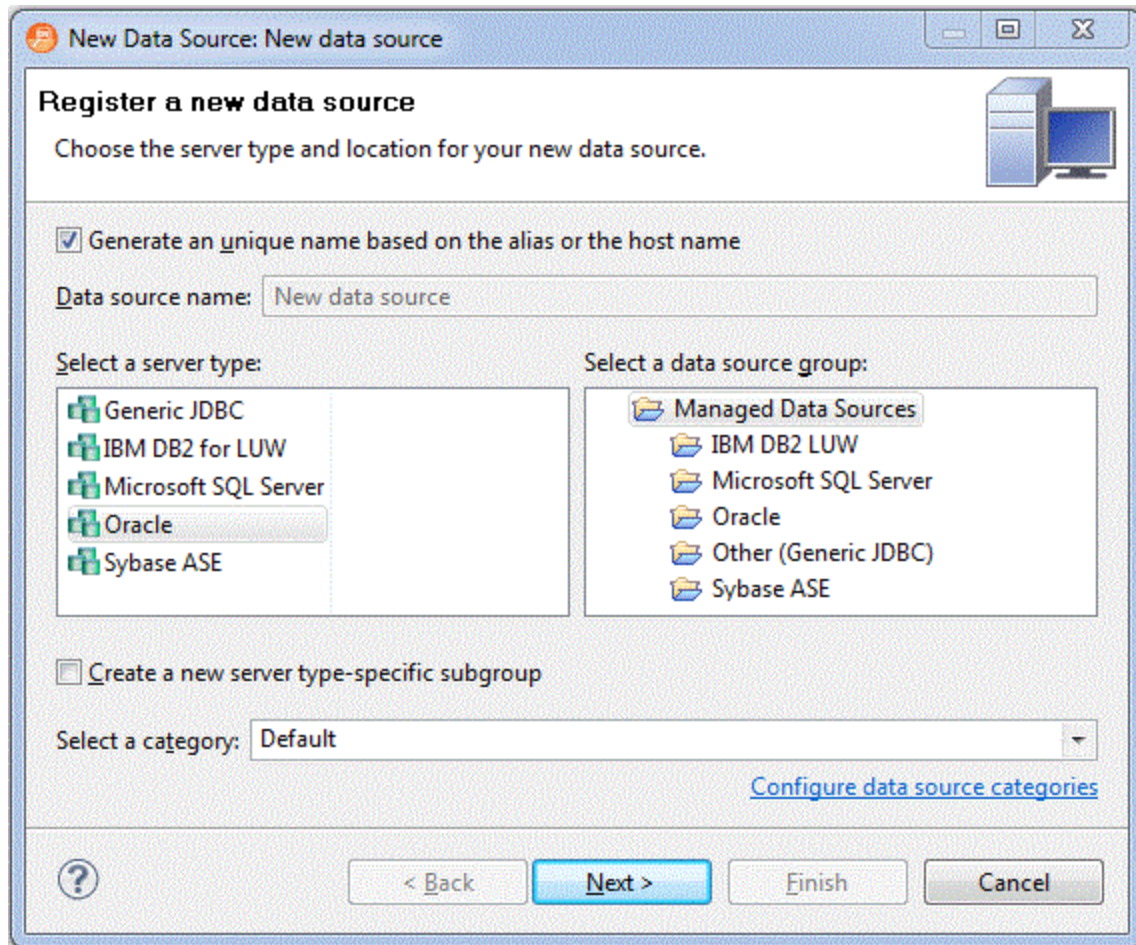 New Data Source: New data source
Register a new data source
Choose the server type and location for your new data source.
Generate an unique name based on the alias or the host name
Data source name: New data source
Select a server type:
Generic JDBC
IBM DB2 for LUW
Microsoft SQL Server
Oracle
Sybase ASE
Select a data source group:
Managed Data Sources
IBM DB2 LUW
Microsoft SQL Server
Oracle
Other (Generic JDBC)
Sybase ASE
Create a new server type-specific subgroup
Select a category: Default
Configure data source categories
? < Back Next > Finish Cancel